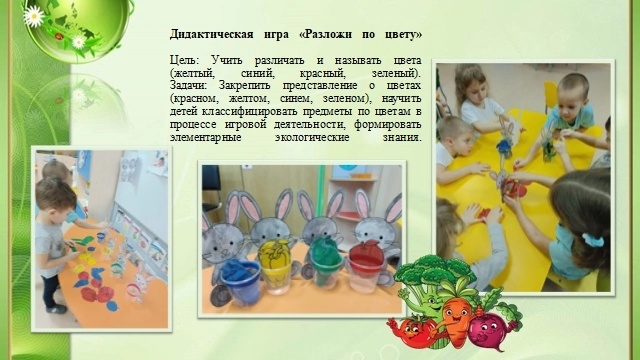 Дидактическая игра «Разложи по цвету»
Цель: Учить различать и называть цвета
(желтый, синий, красный, зеленый).
Задачи: Закрепить представление о цветах
(красном, желтом, синем, зеленом), научить
детей классифицировать предметы по цветам в
процессе игровой деятельности, формировать
элементарные экологические знания.